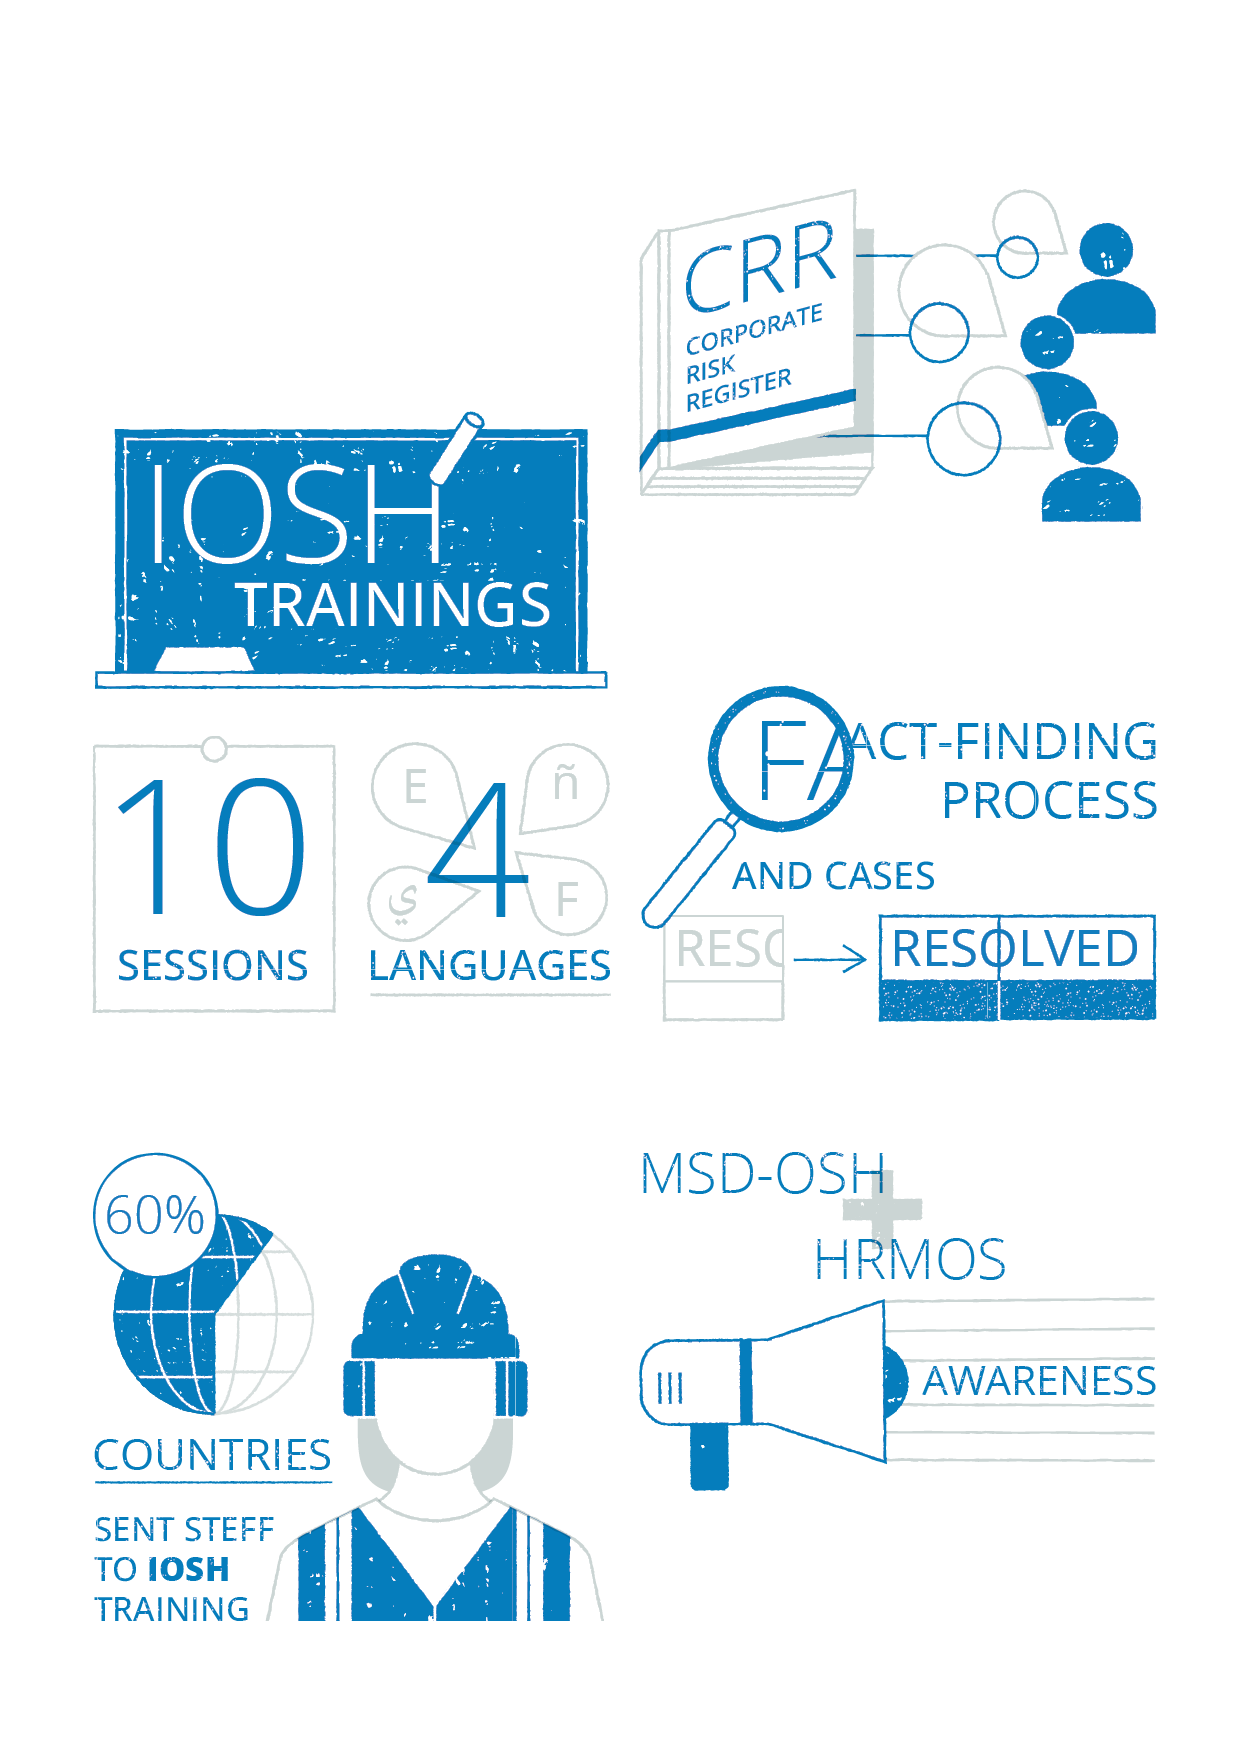 CRR
CORPORATE
RISK
REGISTER
IOSH
TRAININGS
10
SESSIONS
E
ñ
4
ي
F
LANGUAGES
FACT-FINDING
PROCESS
AND CASES
RESO
RESOLVED
60%
COUNTRIES
SENT STEFF
TO IOSH
TRAINING
MSD-OSH
+
HRMOS
AWARENESS